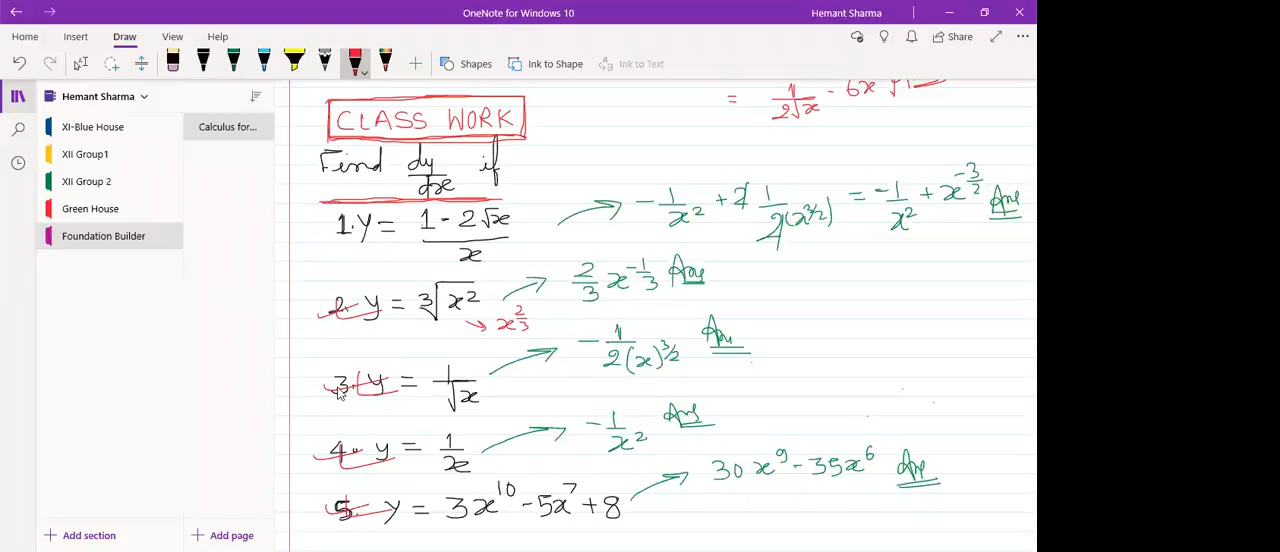 OneNote for Windows 10
Hemant Sharma
Home Insert Draw View Help
Share
Shapes Ink to Shape Ink to Text
Hemant Sharma
XI-Blue House
XII Group1
XII Group 2
Green House
Foundation Builder
Add section
Calculus for...
Add page
= 1/(2√x) - 6x
CLASS WORK
Find dy/dx if
1. y = (1 - 2√x)/x → -1/x² + 2 1/(2(x^3/2)) = -1/x² + x^(-3/2) Ans
2. y = ∛x² → 2/3 x^(-1/3) Ans
→ x^(2/3)
3. y = 1/√x → -1/(2(x)^3/2) Ans
4. y = 1/x → -1/x² Ans
5. y = 3x¹⁰ - 5x⁷ + 8 → 30x⁹ - 35x⁶ Ans